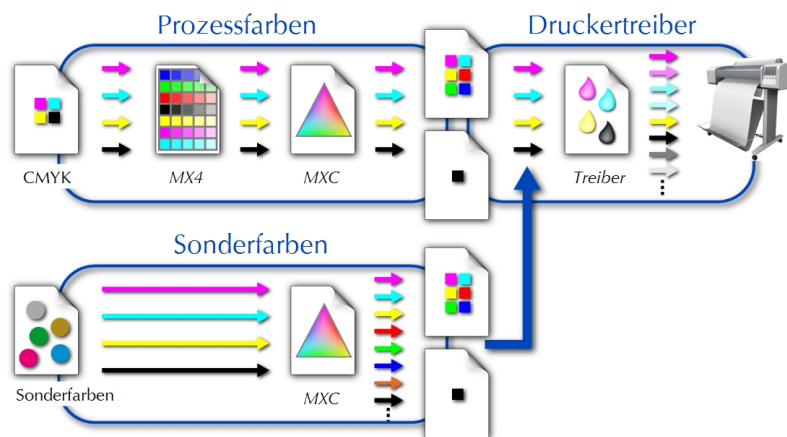 Prozessfarben
Druckertreiber
CMYK
MX4
MXC
Treiber
Sonderfarben
Sonderfarben
MXC